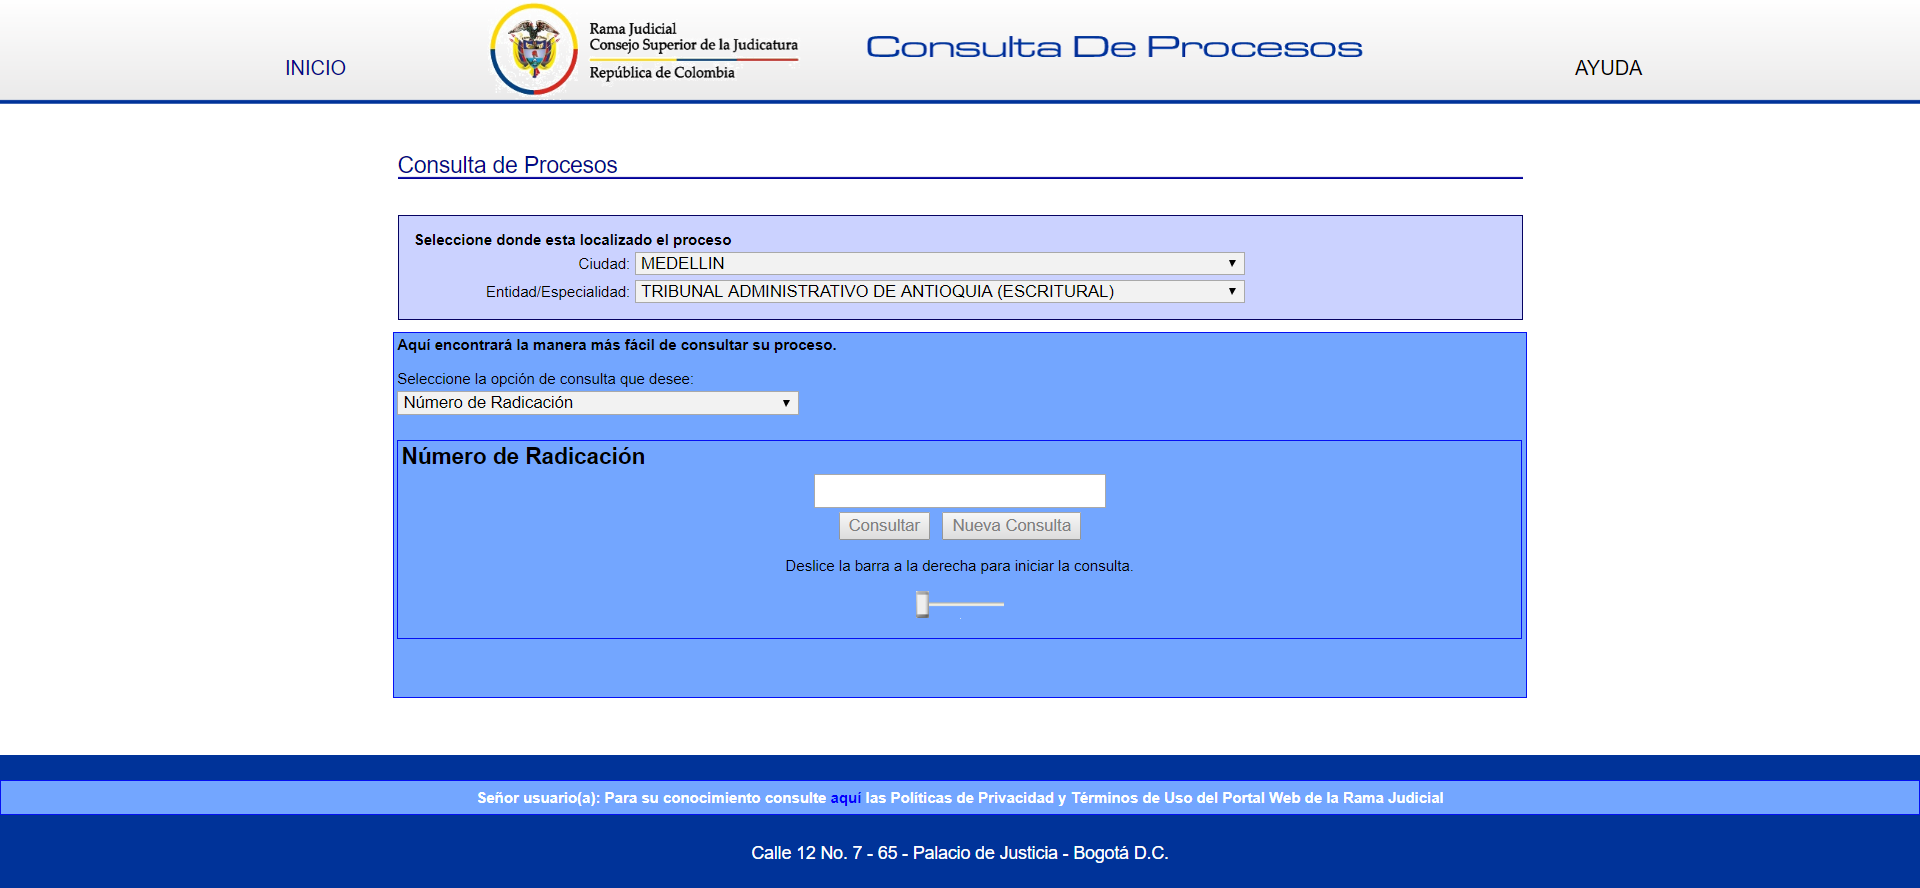 INICIO
Rama Judicial
Consejo Superior de la Judicatura
República de Colombia
Consulta De Procesos
AYUDA
Consulta de Procesos
Seleccione donde esta localizado el proceso
Ciudad: MEDELLIN
Entidad/Especialidad: TRIBUNAL ADMINISTRATIVO DE ANTIOQUIA (ESCRITURAL)
Aquí encontrará la manera más fácil de consultar su proceso.
Seleccione la opción de consulta que desee:
Número de Radicación
Número de Radicación
Consultar Nueva Consulta
Deslice la barra a la derecha para iniciar la consulta.
Señor usuario(a): Para su conocimiento consulte aquí las Políticas de Privacidad y Términos de Uso del Portal Web de la Rama Judicial
Calle 12 No. 7 - 65 - Palacio de Justicia - Bogotá D.C.